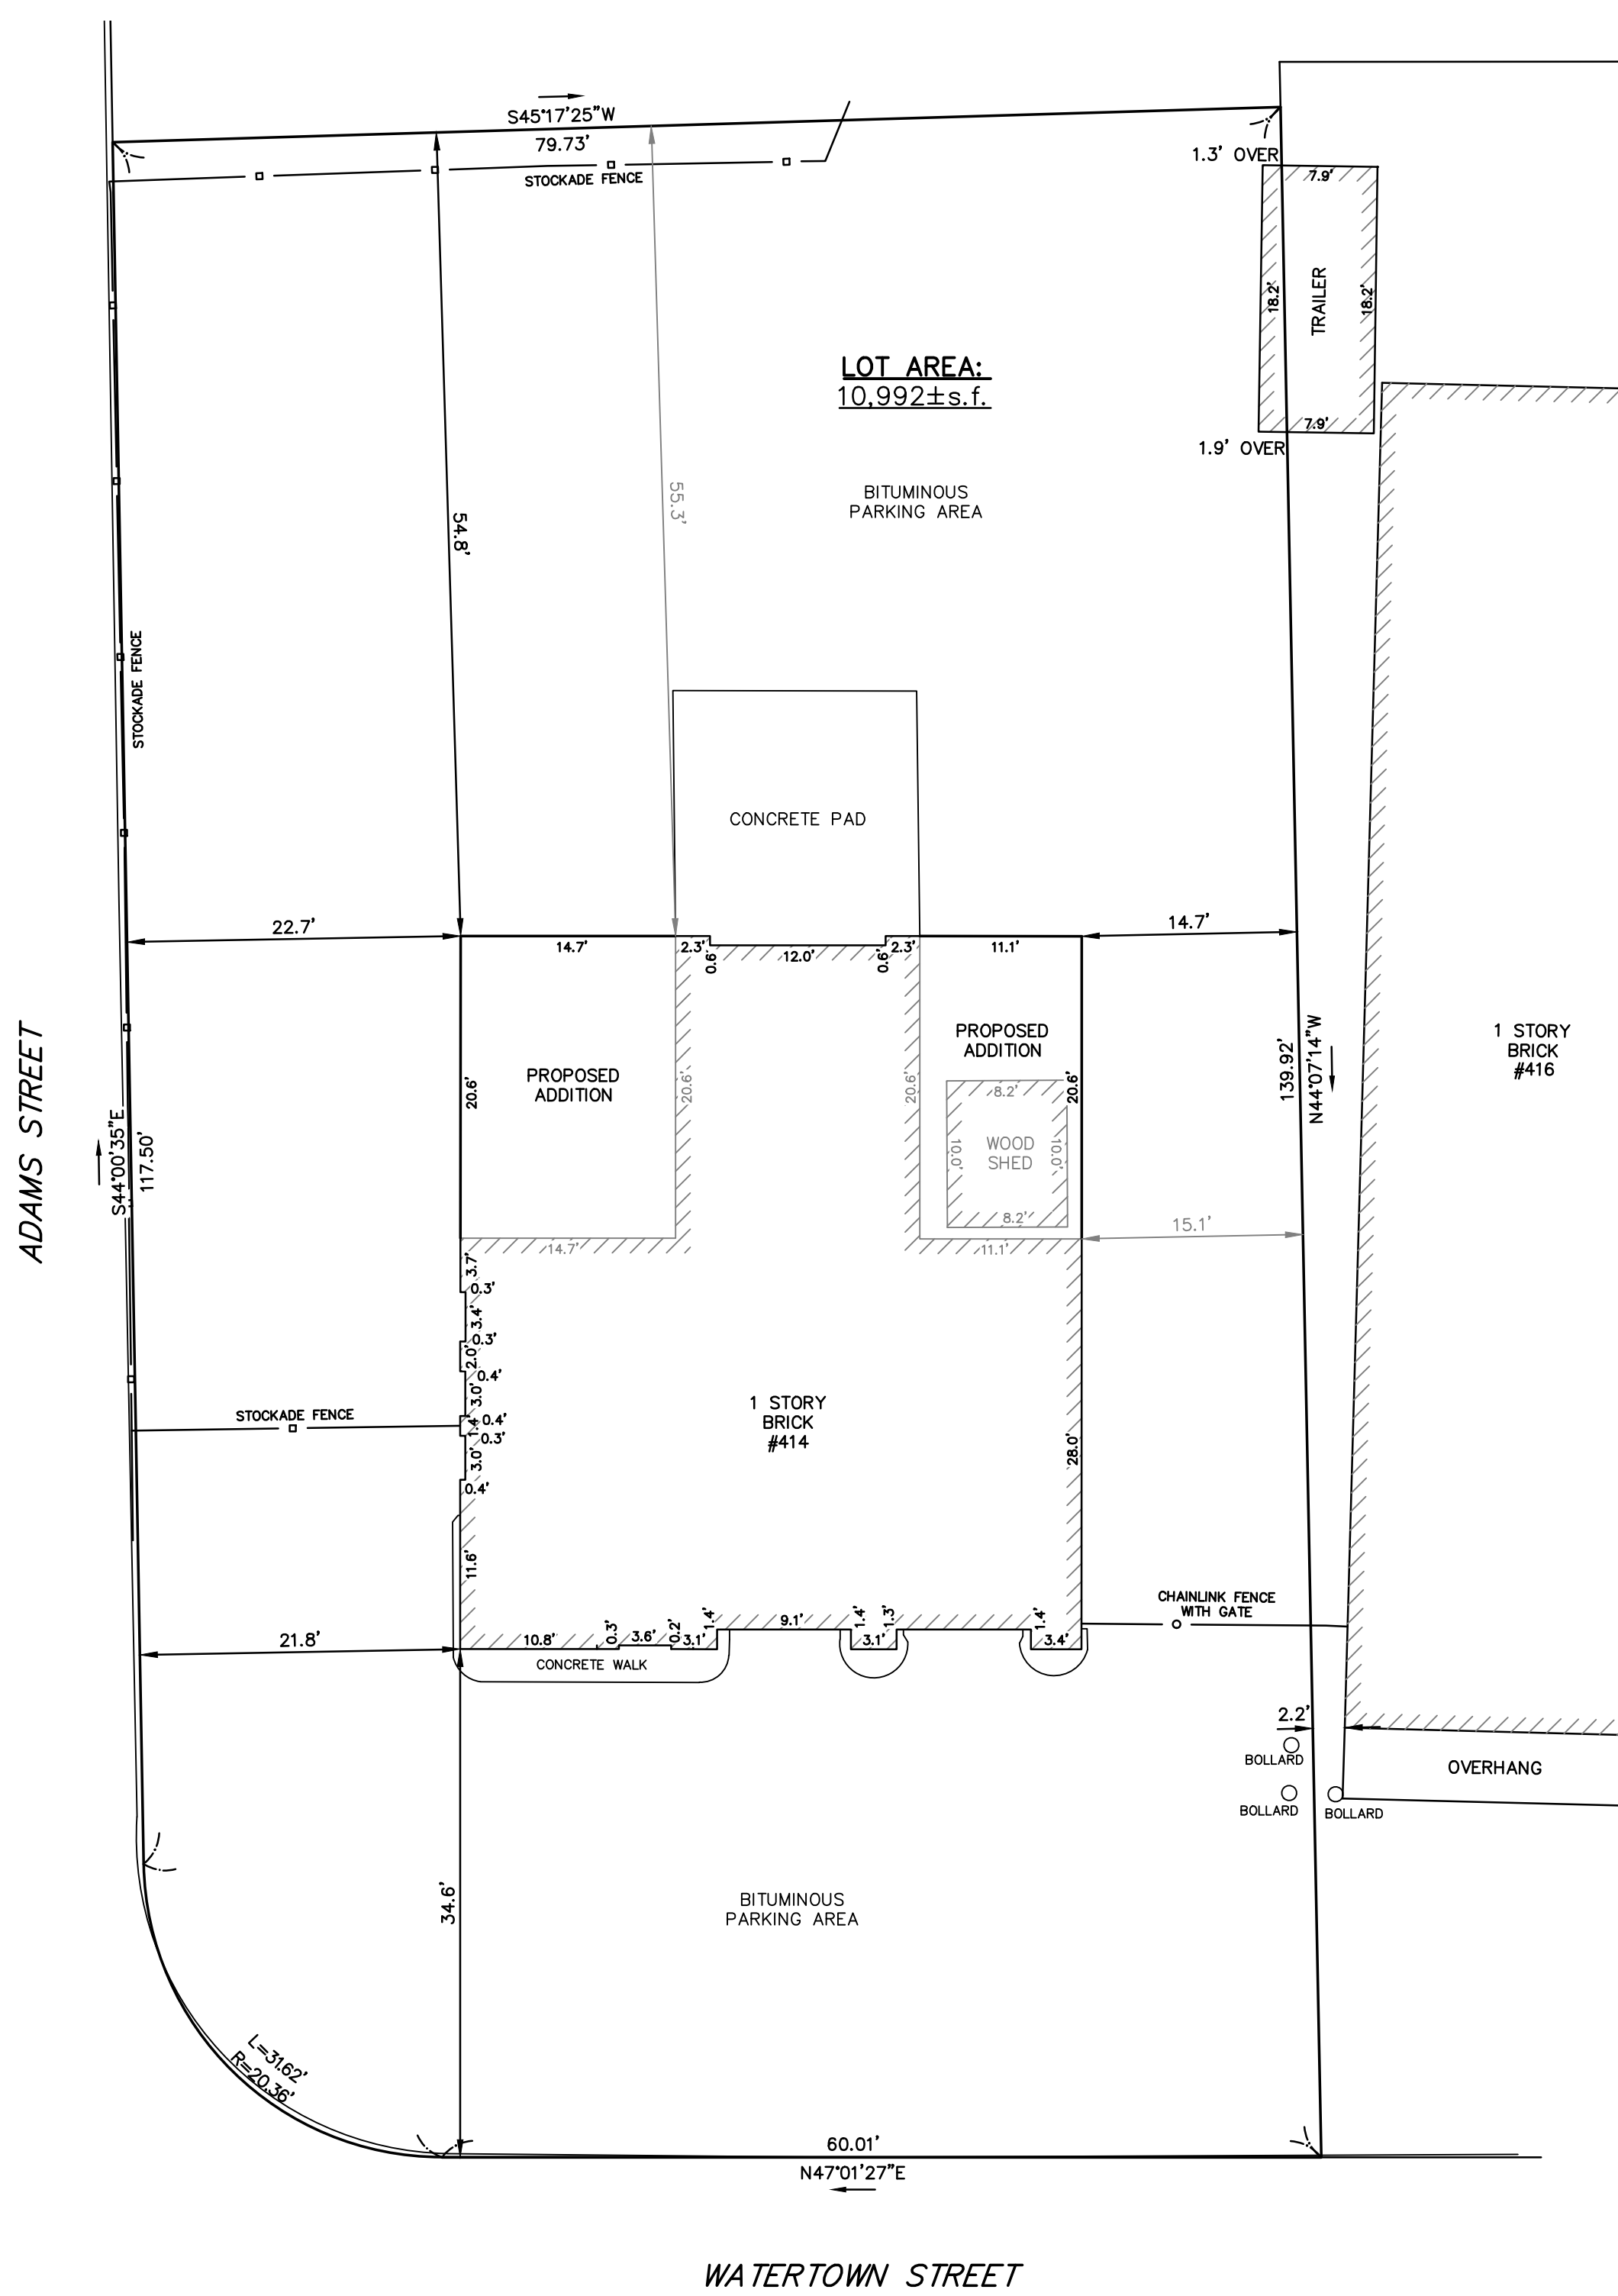 S45°17'25"W
79.73'
STOCKADE FENCE
1.3' OVER
7.9'
18.2'
TRAILER
18.2'
7.9'
1.9' OVER
LOT AREA:
10,992±s.f.
BITUMINOUS
PARKING AREA
54.8'
55.3'
STOCKADE FENCE
CONCRETE PAD
22.7'
14.7'
14.7'
2.3'
0.6'
12.0'
0.6'
2.3'
11.1'
PROPOSED
ADDITION
PROPOSED
ADDITION
20.6'
20.6'
20.6'
20.6'
8.2'
WOOD
SHED
10.0'
10.0'
8.2'
139.92'
N44°07'14"W
1 STORY
BRICK
#416
ADAMS STREET
S44°00'35"E
117.50'
14.7'
11.1'
15.1'
3.7'
0.3'
3.4'
0.3'
2.0'
0.4'
3.0'
0.4'
1.4'
0.3'
3.0'
0.4'
11.6'
STOCKADE FENCE
1 STORY
BRICK
#414
28.0'
CHAINLINK FENCE
WITH GATE
21.8'
10.8'
0.3'
3.6'
0.2'
3.1'
1.4'
9.1'
1.4'
3.1'
1.3'
1.4'
3.4'
CONCRETE WALK
2.2'
BOLLARD
BOLLARD
BOLLARD
OVERHANG
34.6'
BITUMINOUS
PARKING AREA
L=31.62'
R=20.36'
60.01'
N47°01'27"E
WATERTOWN STREET